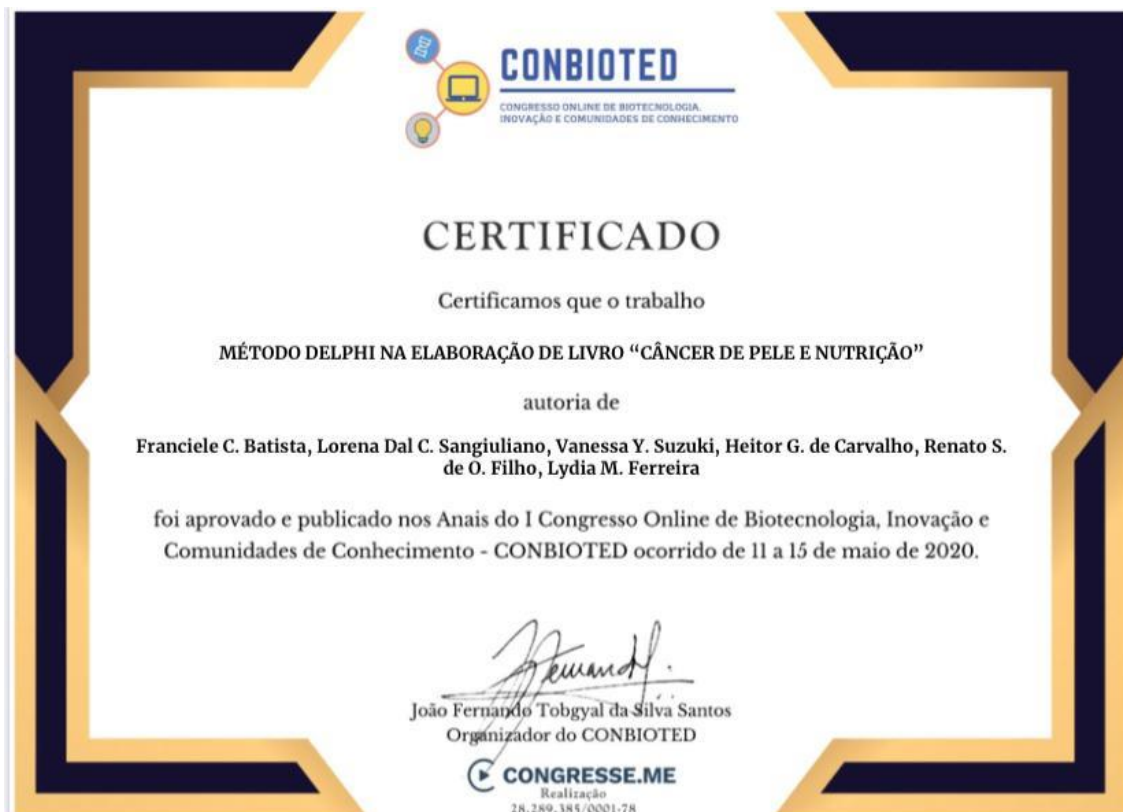 CONBIOTED
CONGRESSO ONLINE DE BIOTECNOLOGIA,
INOVAÇÃO E COMUNIDADES DE CONHECIMENTO
CERTIFICADO
Certificamos que o trabalho
MÉTODO DELPHI NA ELABORAÇÃO DE LIVRO “CÂNCER DE PELE E NUTRIÇÃO”
autoria de
Franciele C. Batista, Lorena Dal C. Sangiuliano, Vanessa Y. Suzuki, Heitor G. de Carvalho, Renato S.
de O. Filho, Lydia M. Ferreira
foi aprovado e publicado nos Anais do I Congresso Online de Biotecnologia, Inovação e
Comunidades de Conhecimento - CONBIOTED ocorrido de 11 a 15 de maio de 2020.
João Fernando Tobgyal da Silva Santos
Organizador do CONBIOTED
CONGRESSE.ME
Realização
28.289.385/0001-78